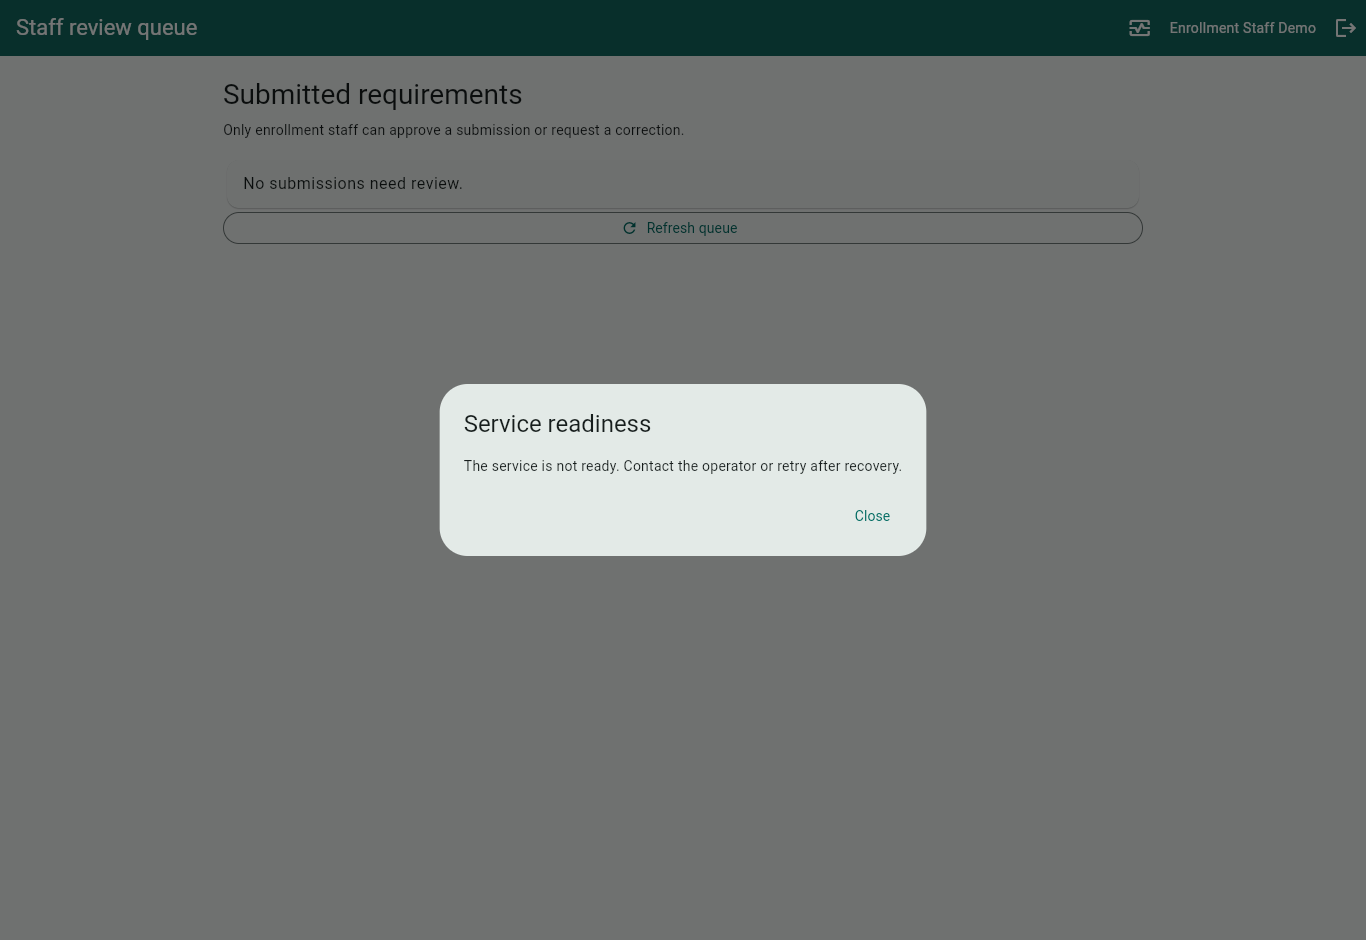 Staff review queue
Enrollment Staff Demo
Submitted requirements
Only enrollment staff can approve a submission or request a correction.
No submissions need review.
Refresh queue
Service readiness
The service is not ready. Contact the operator or retry after recovery.
Close